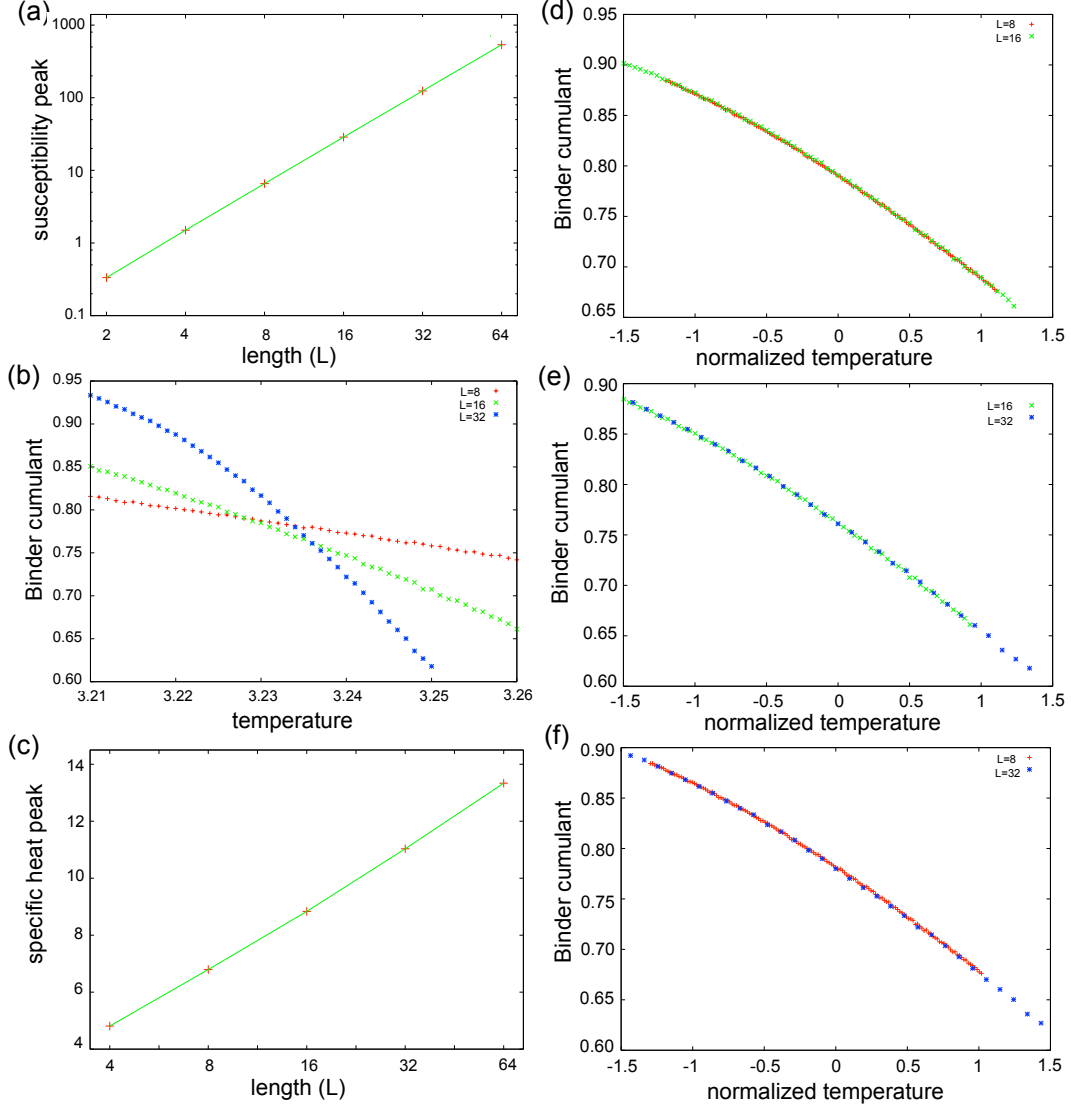 (a)
susceptibility peak
1000
100
10
1
0.1
2 4 8 16 32 64
length (L)
(b)
Binder cumulant
0.95
0.90
0.85
0.80
0.75
0.70
0.65
0.60
L=8
L=16
L=32
3.21 3.22 3.23 3.24 3.25 3.26
temperature
(c)
specific heat peak
14
12
10
8
6
4
4 8 16 32 64
length (L)
(d)
Binder cumulant
0.95
0.90
0.85
0.80
0.75
0.70
0.65
L=8
L=16
-1.5 -1 -0.5 0 0.5 1 1.5
normalized temperature
(e)
Binder cumulant
0.90
0.85
0.80
0.75
0.70
0.65
0.60
L=16
L=32
-1.5 -1 -0.5 0 0.5 1 1.5
normalized temperature
(f)
Binder cumulant
0.90
0.85
0.80
0.75
0.70
0.65
0.60
L=8
L=32
-1.5 -1 -0.5 0 0.5 1 1.5
normalized temperature